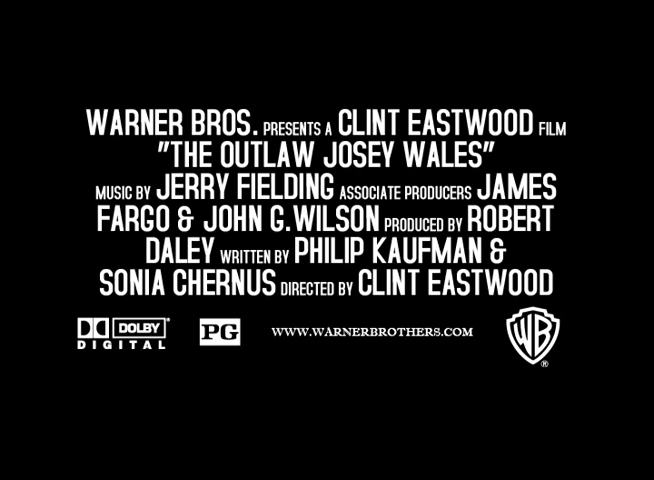 WARNER BROS. PRESENTS A CLINT EASTWOOD FILM
"THE OUTLAW JOSEY WALES"
MUSIC BY JERRY FIELDING ASSOCIATE PRODUCERS JAMES
FARGO & JOHN G.WILSON PRODUCED BY ROBERT
DALEY WRITTEN BY PHILIP KAUFMAN &
SONIA CHERNUS DIRECTED BY CLINT EASTWOOD
DOLBY
DIGITAL
PG
WWW.WARNERBROTHERS.COM
WB
®